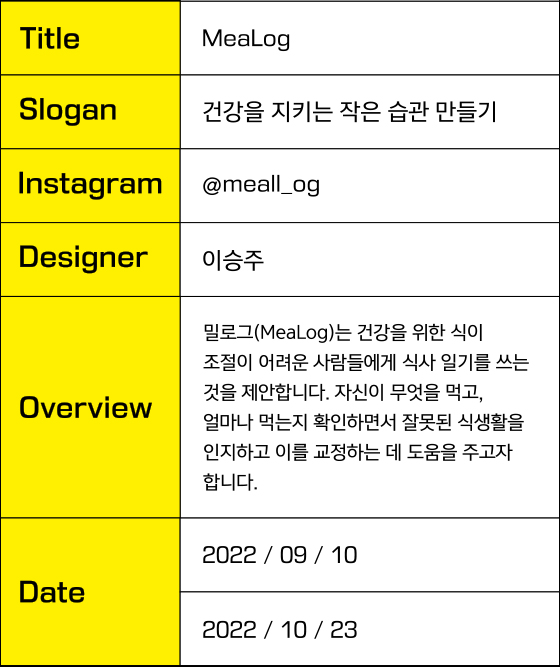 Title
MeaLog
Slogan
건강을 지키는 작은 습관 만들기
Instagram
@meall_og
Designer
이승주
Overview
밀로그(MeaLog)는 건강을 위한 식이
조절이 어려운 사람들에게 식사 일기를 쓰는
것을 제안합니다. 자신이 무엇을 먹고,
얼마나 먹는지 확인하면서 잘못된 식생활을
인지하고 이를 교정하는 데 도움을 주고자
합니다.
Date
2022 / 09 / 10
2022 / 10 / 23